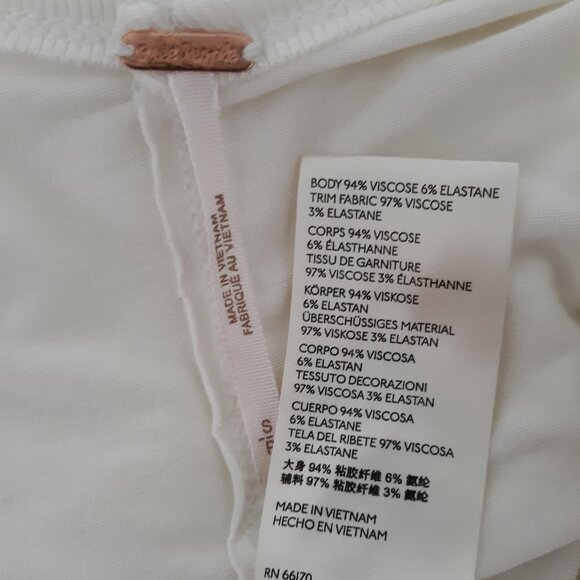 Free People
MADE IN VIETNAM
FABRIQUÉ AU VIETNAM
BODY 94% VISCOSE 6% ELASTANE
TRIM FABRIC 97% VISCOSE
3% ELASTANE
CORPS 94% VISCOSE
6% ÉLASTHANNE
TISSU DE GARNITURE
97% VISCOSE 3% ÉLASTHANNE
KÖRPER 94% VISKOSE
6% ELASTAN
ÜBERSCHÜSSIGES MATERIAL
97% VISKOSE 3% ELASTAN
CORPO 94% VISCOSA
6% ELASTAN
TESSUTO DECORAZIONI
97% VISCOSA 3% ELASTAN
CUERPO 94% VISCOSA
6% ELASTANE
TELA DEL RIBETE 97% VISCOSA
3% ELASTANE
大身 94% 粘胶纤维 6% 氨纶
辅料 97% 粘胶纤维 3% 氨纶
MADE IN VIETNAM
HECHO EN VIETNAM
RN 66170